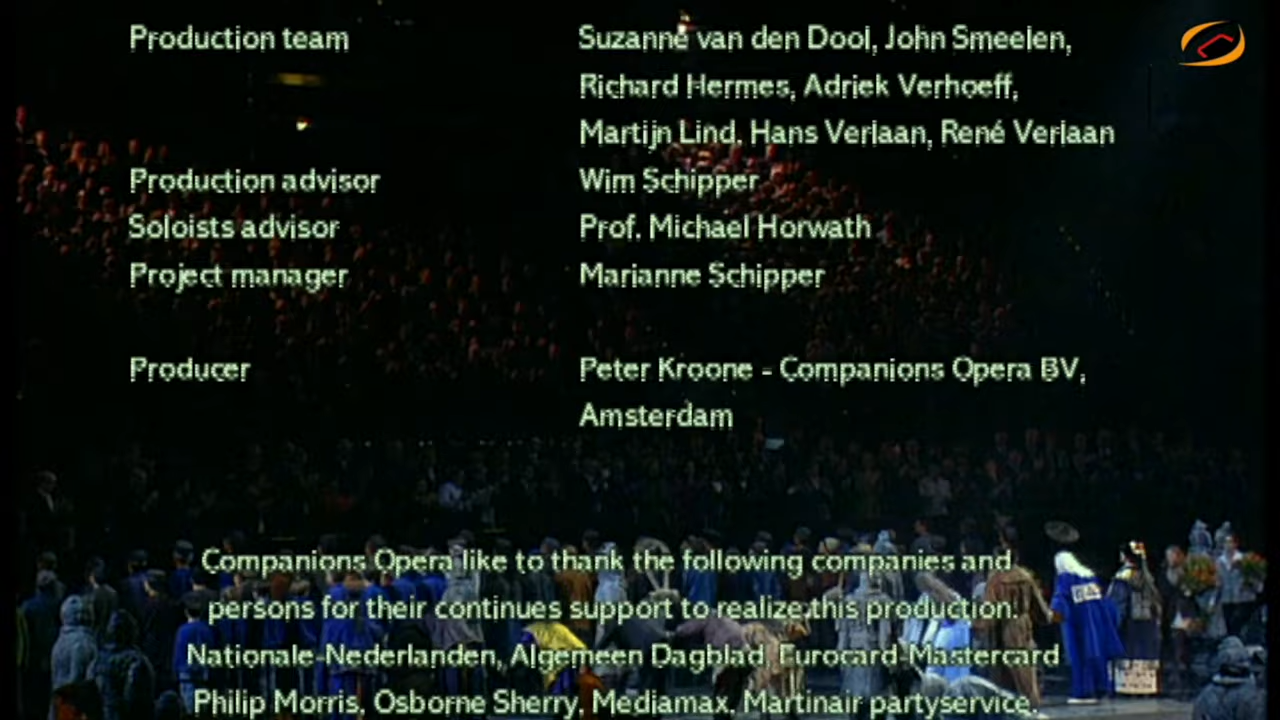 Production team Suzanne van den Dool, John Smeelen,
Richard Hermes, Adriek Verhoeff,
Martijn Lind, Hans Verlaan, René Verlaan
Production advisor Wim Schipper
Soloists advisor Prof. Michael Horwath
Project manager Marianne Schipper
Producer Peter Kroone - Companions Opera BV,
Amsterdam
Companions Opera like to thank the following companies and
persons for their continues support to realize this production.
Nationale-Nederlanden, Algemeen Dagblad, Eurocard-Mastercard
Philip Morris, Osborne Sherry, Mediamax, Martinair partyservice.